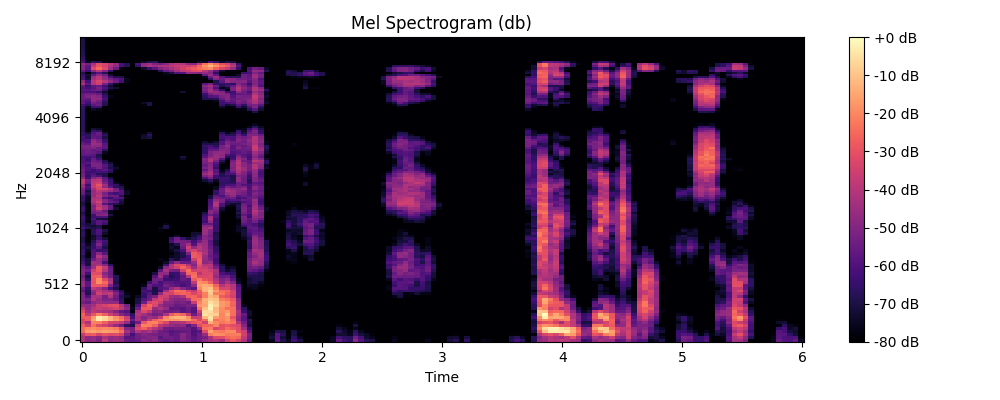 Mel Spectrogram (db)
Hz
8192
4096
2048
1024
512
0
0 1 2 3 4 5 6
Time
+0 dB
-10 dB
-20 dB
-30 dB
-40 dB
-50 dB
-60 dB
-70 dB
-80 dB